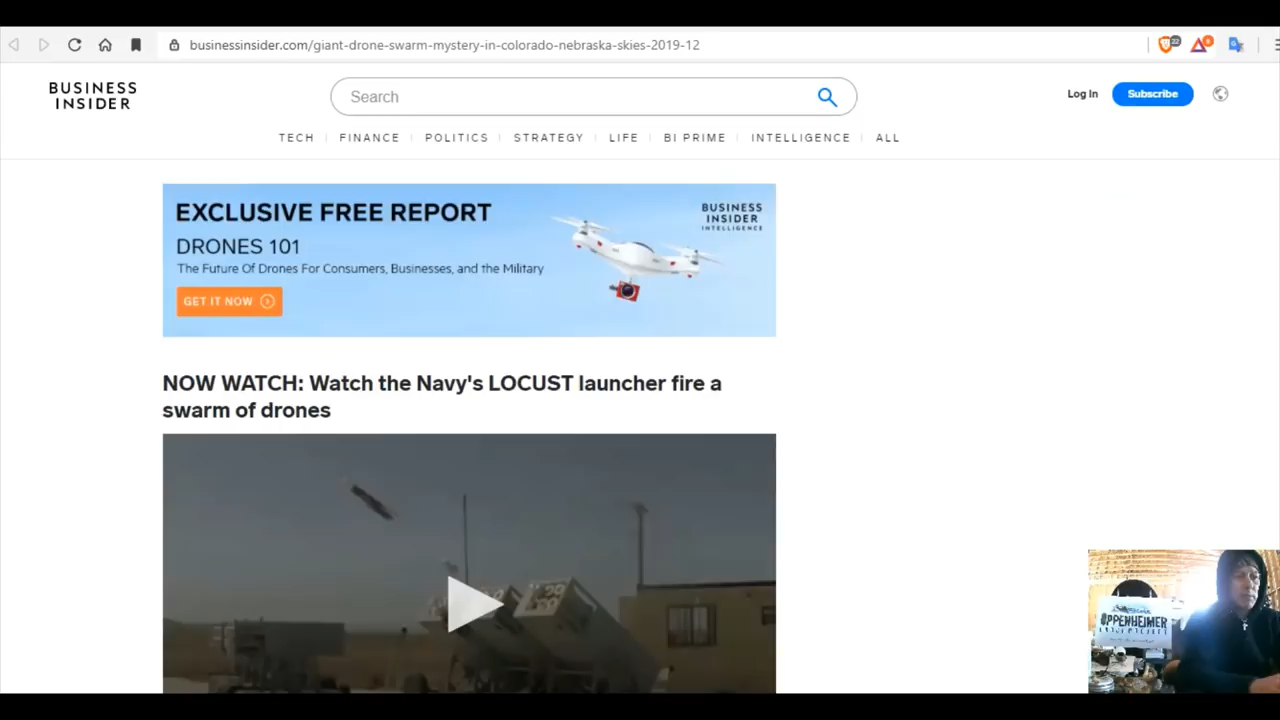 businessinsider.com/giant-drone-swarm-mystery-in-colorado-nebraska-skies-2019-12
22
6
BUSINESS
INSIDER
Search
Log In
Subscribe
TECH
FINANCE
POLITICS
STRATEGY
LIFE
BI PRIME
INTELLIGENCE
ALL
EXCLUSIVE FREE REPORT
DRONES 101
The Future Of Drones For Consumers, Businesses, and the Military
GET IT NOW
BUSINESS
INSIDER
INTELLIGENCE
NOW WATCH: Watch the Navy's LOCUST launcher fire a
swarm of drones
OPPENHEIMER